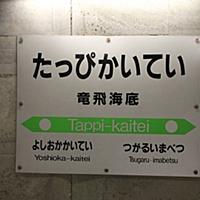 たっぴかいてい
竜飛海底
Tappi-kaitei
よしおかかいてい
つがるいまべつ
Yoshioka-kaitei
Tsugaru-imabetsu